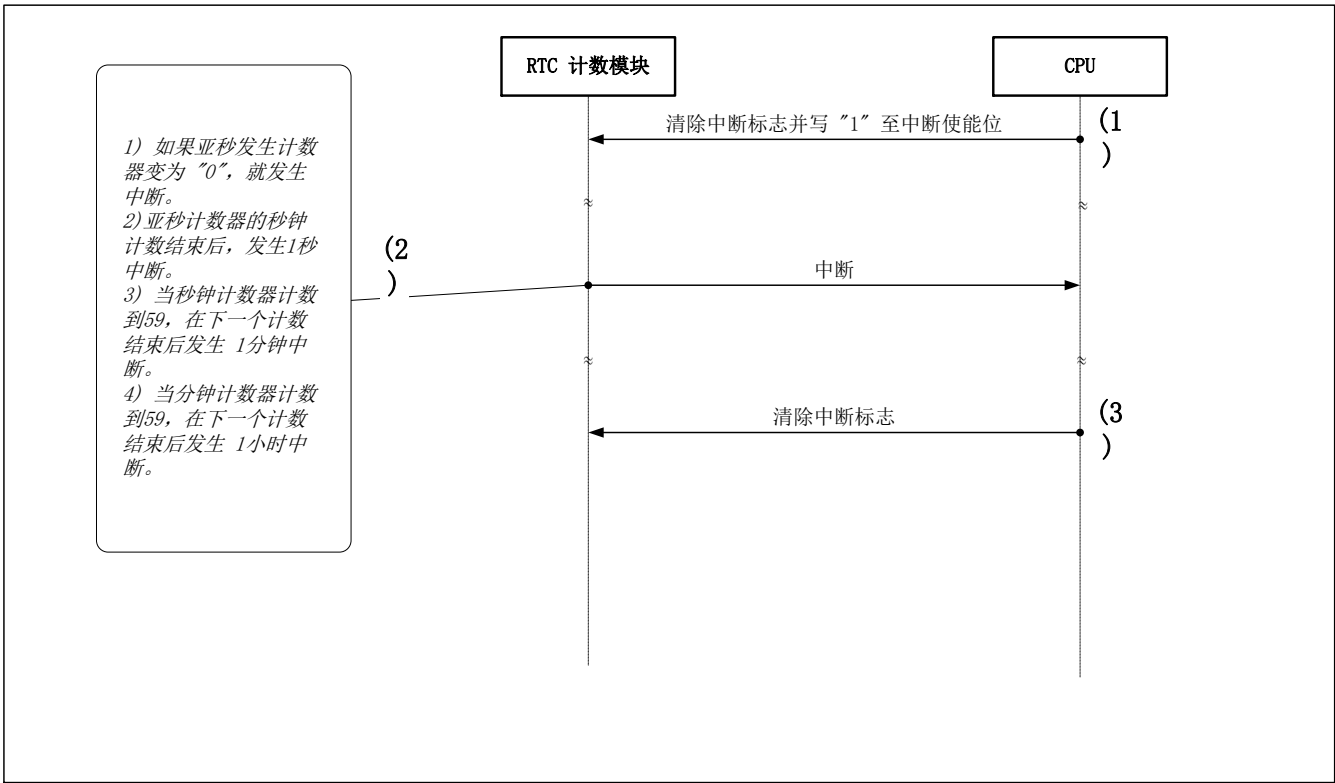 RTC 计数模块
CPU
清除中断标志并写 "1" 至中断使能位
(1
)
1) 如果亚秒发生计数
器变为 "0", 就发生
中断。
2)亚秒计数器的秒钟
计数结束后，发生1秒
中断。
3) 当秒钟计数器计数
到59，在下一个计数
结束后发生 1分钟中
断。
4) 当分钟计数器计数
到59，在下一个计数
结束后发生 1小时中
断。
(2
)
中断
清除中断标志
(3
)